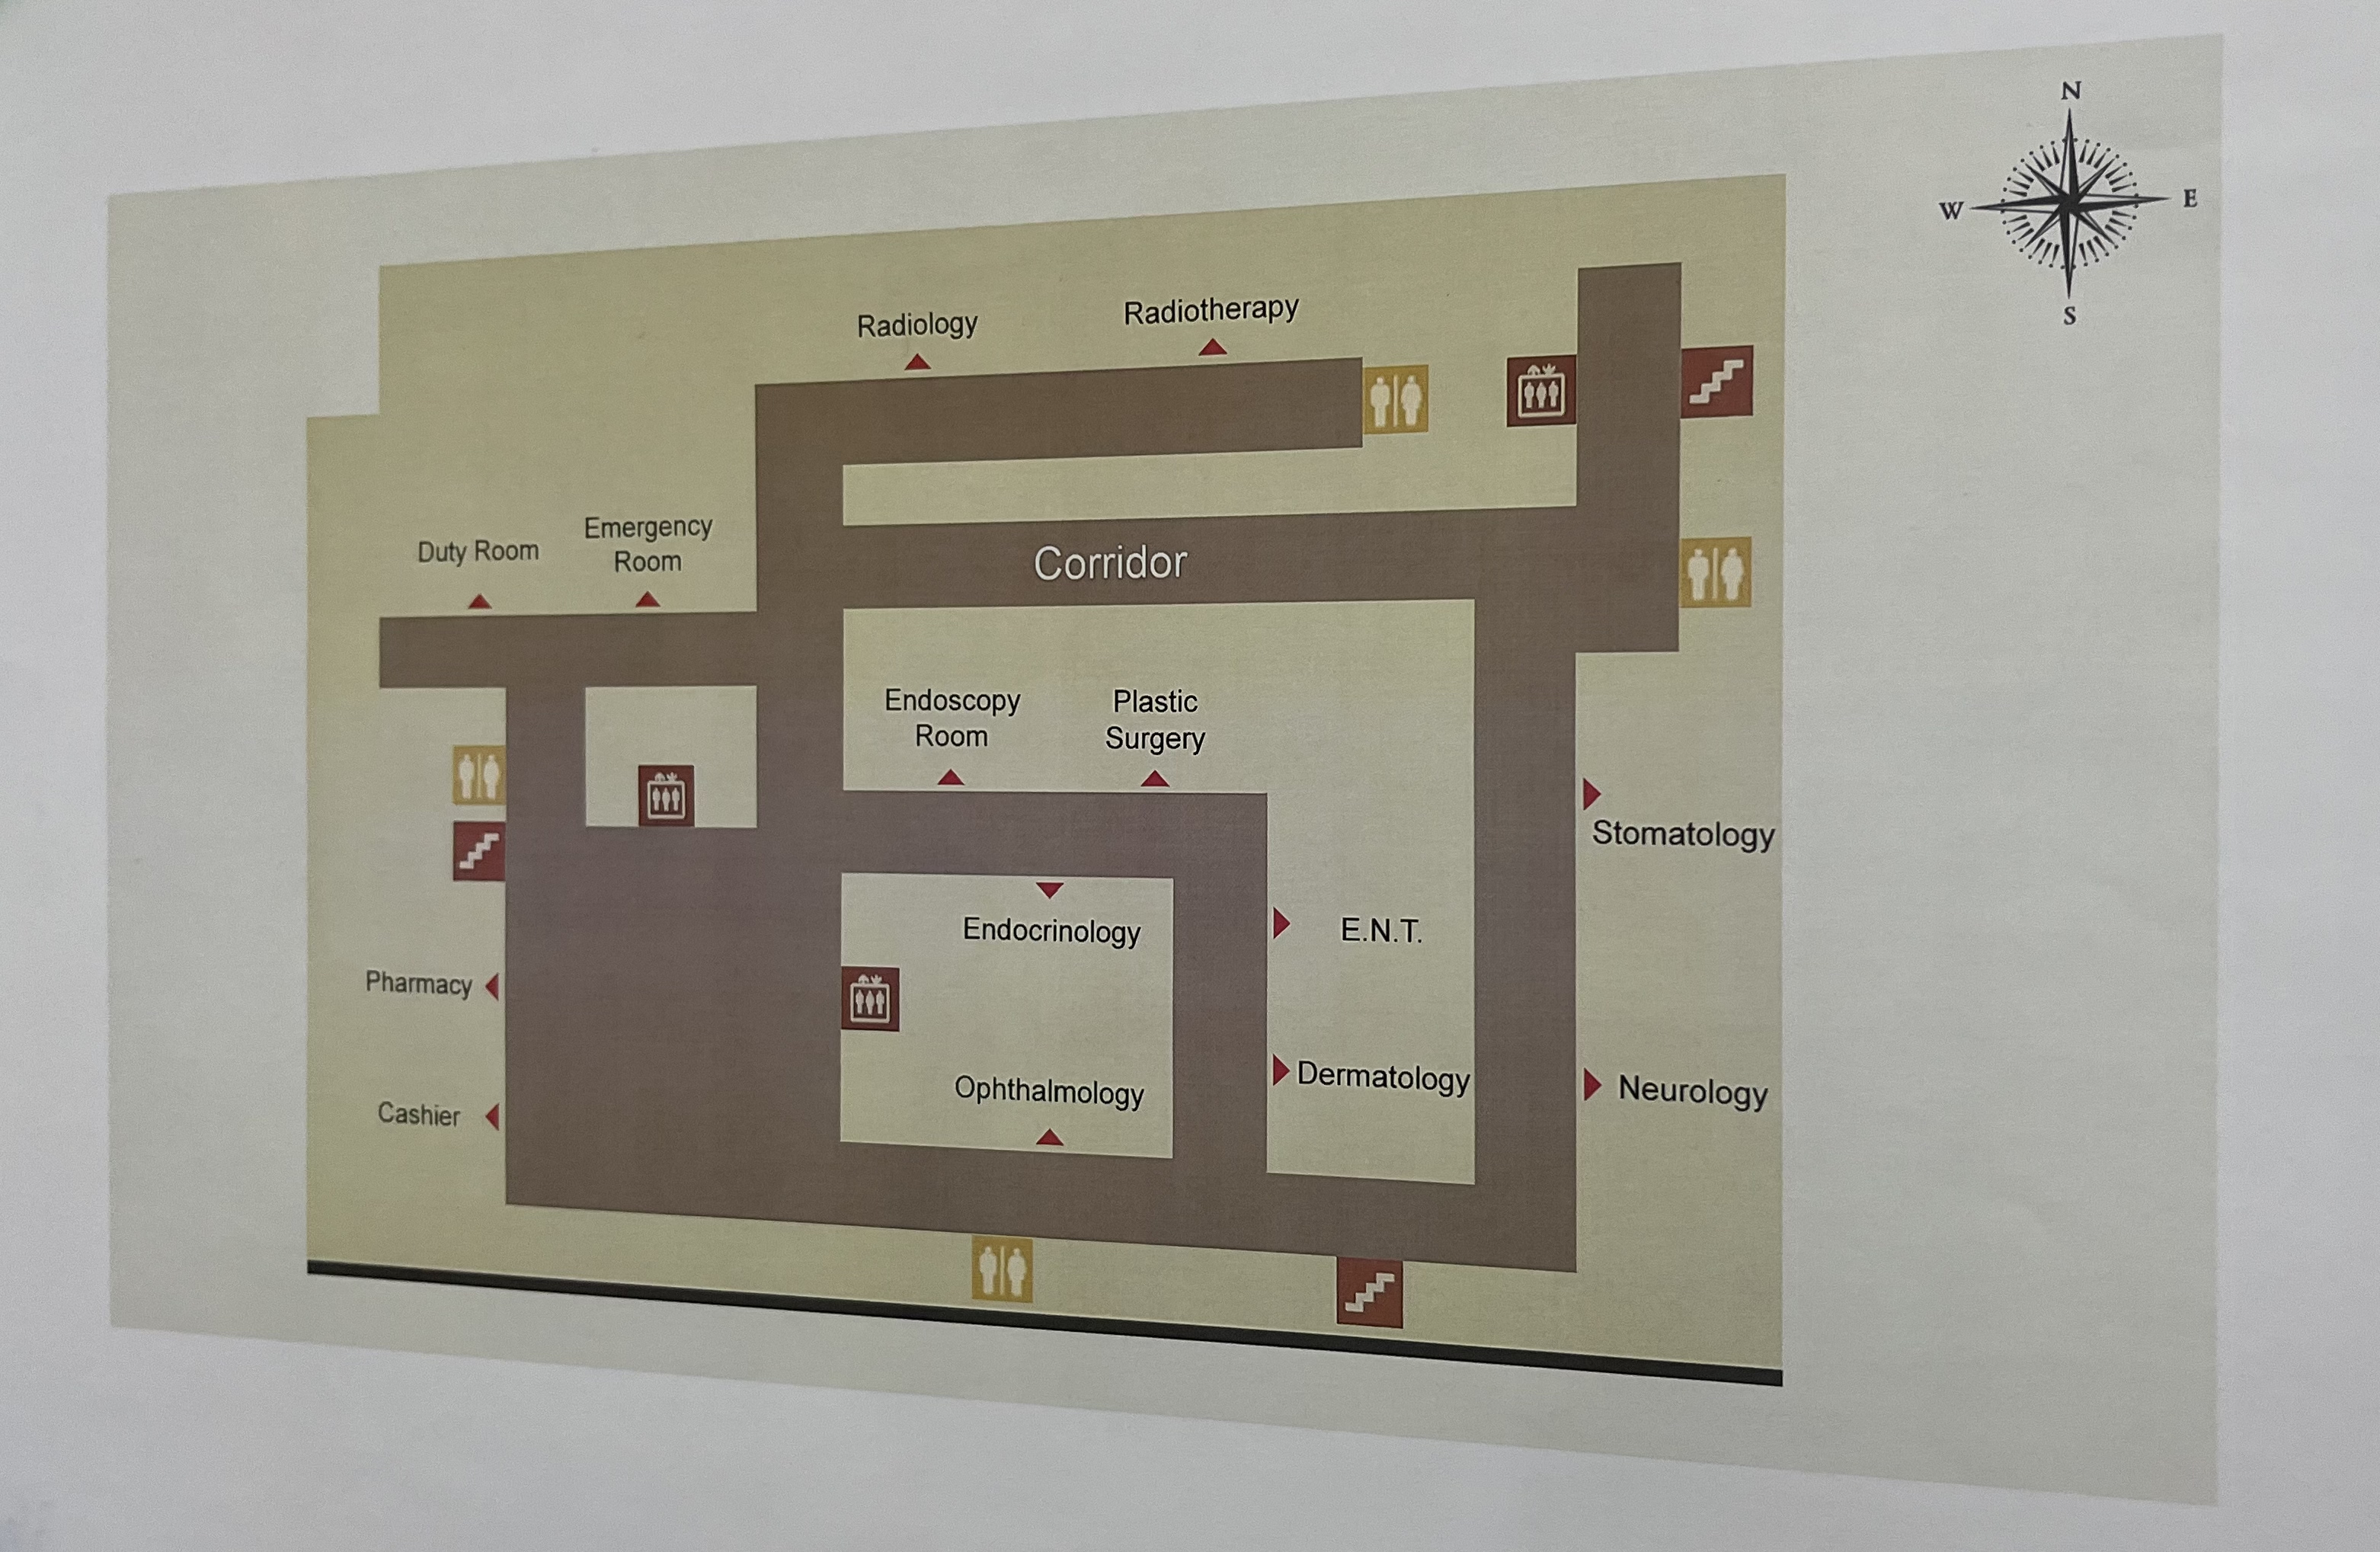 N
W
E
S
Radiology
Radiotherapy
Duty Room
Emergency
Room
Corridor
Endoscopy
Room
Plastic
Surgery
Stomatology
Endocrinology
E.N.T.
Pharmacy
Ophthalmology
Dermatology
Neurology
Cashier